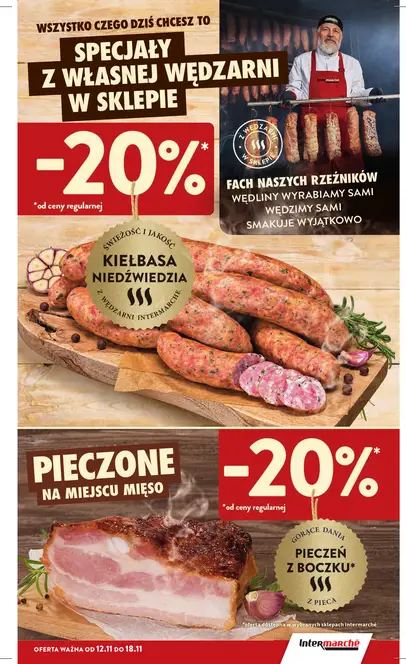 WSZYSTKO CZEGO DZIŚ CHCESZ TO
SPECJAŁY
Z WŁASNEJ WĘDZARNI
W SKLEPIE
-20%*
*od ceny regularnej
INTERMARCHÉ
Z WĘDZARNI
W SKLEPIE
FACH NASZYCH RZEŹNIKÓW
WĘDLINY WYRABIAMY SAMI
WĘDZIMY SAMI
SMAKUJE WYJĄTKOWO
ŚWIEŻOŚĆ I JAKOŚĆ
KIEŁBASA
NIEDŹWIEDZIA
Z WĘDZARNI INTERMARCHÉ
PIECZONE
NA MIEJSCU MIĘSO
-20%*
*od ceny regularnej
GORĄCE DANIA
PIECZEŃ
Z BOCZKU*
Z PIECA
*oferta dostępna w wybranych sklepach Intermarché
OFERTA WAŻNA OD 12.11 DO 18.11
Intermarché